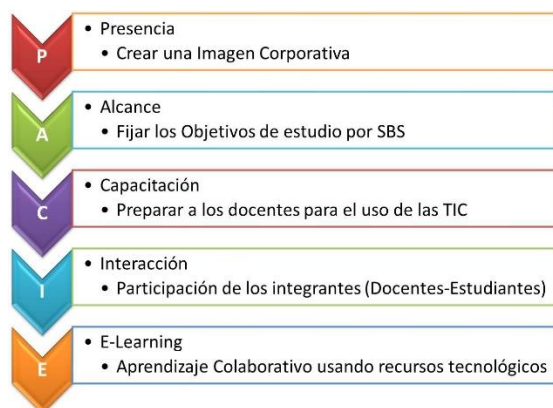 P
• Presencia
• Crear una Imagen Corporativa
A
• Alcance
• Fijar los Objetivos de estudio por SBS
C
• Capacitación
• Preparar a los docentes para el uso de las TIC
I
• Interacción
• Participación de los integrantes (Docentes-Estudiantes)
E
• E-Learning
• Aprendizaje Colaborativo usando recursos tecnológicos